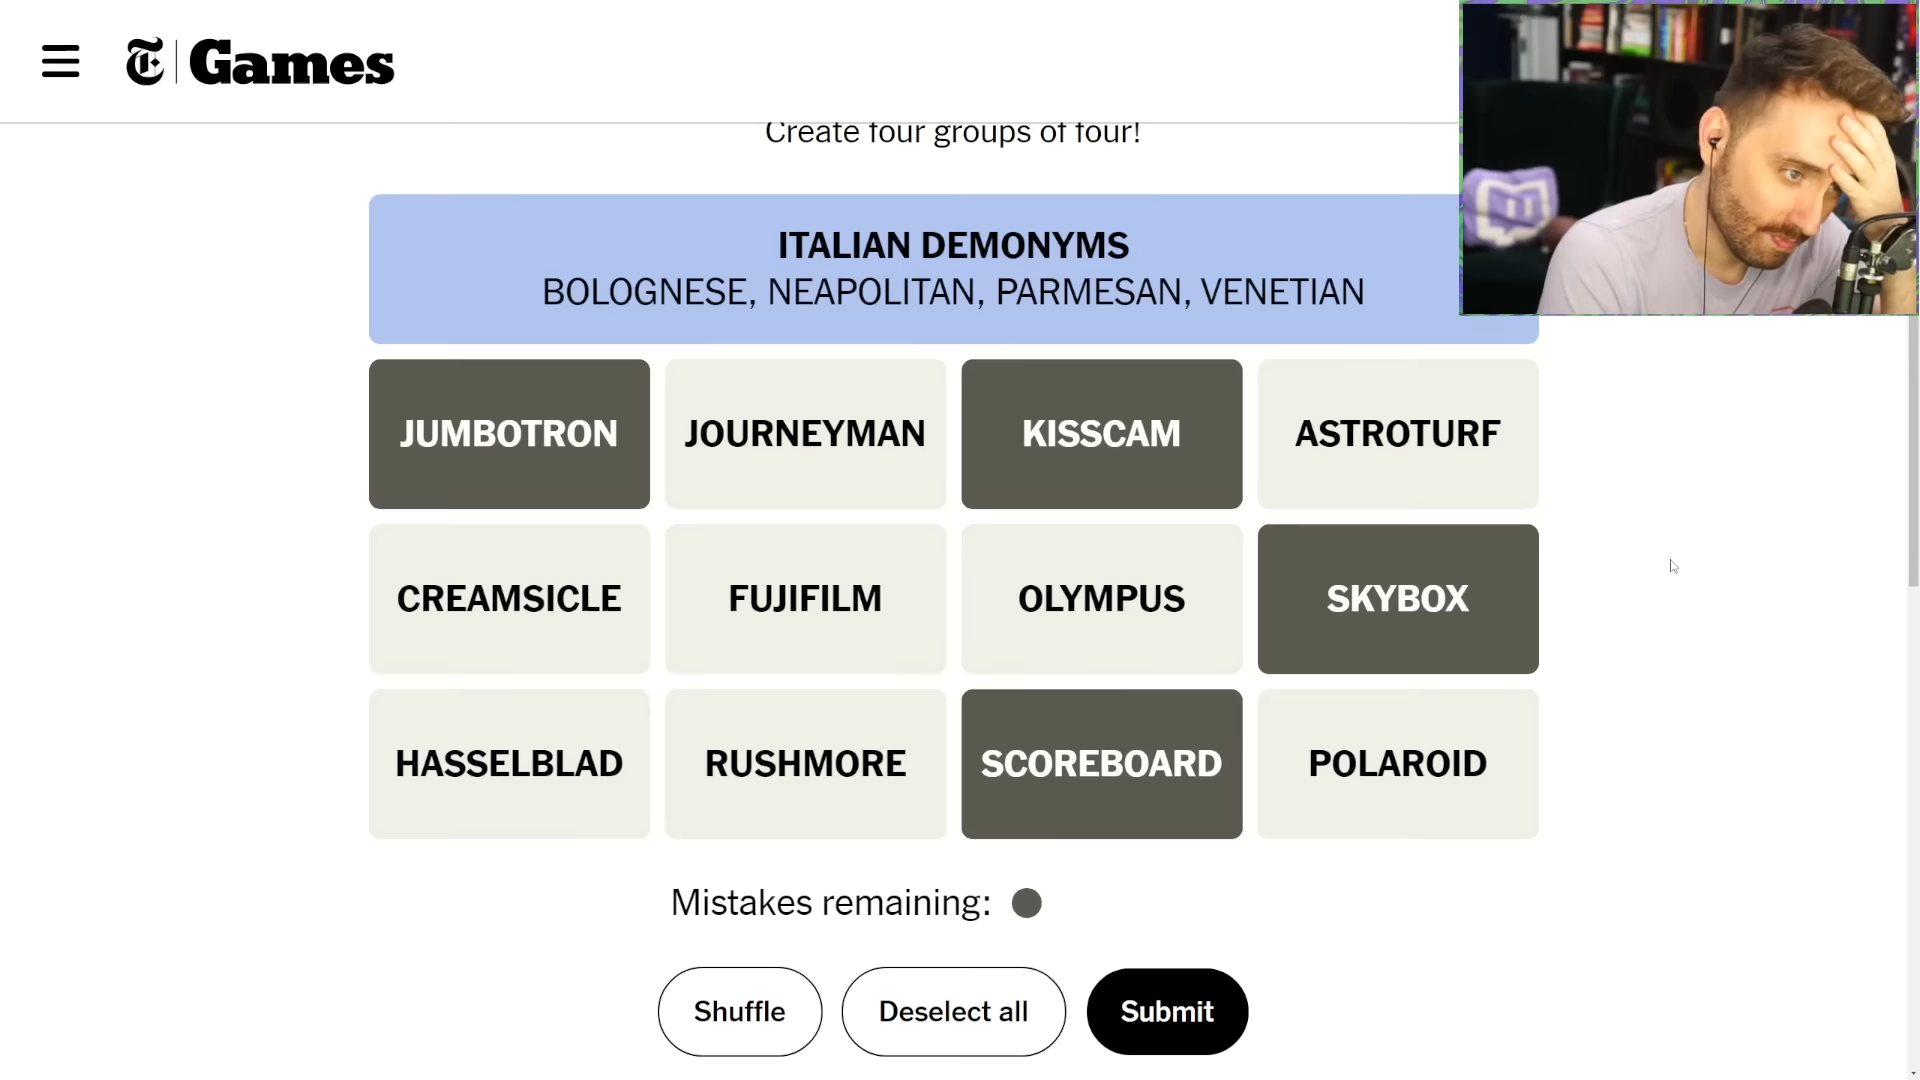 T Games
Create four groups of four!
ITALIAN DEMONYMS
BOLOGNESE, NEAPOLITAN, PARMESAN, VENETIAN
JUMBOTRON JOURNEYMAN KISSCAM ASTROTURF
CREAMSICLE FUJIFILM OLYMPUS SKYBOX
HASSELBLAD RUSHMORE SCOREBOARD POLAROID
Mistakes remaining:
Shuffle Deselect all Submit